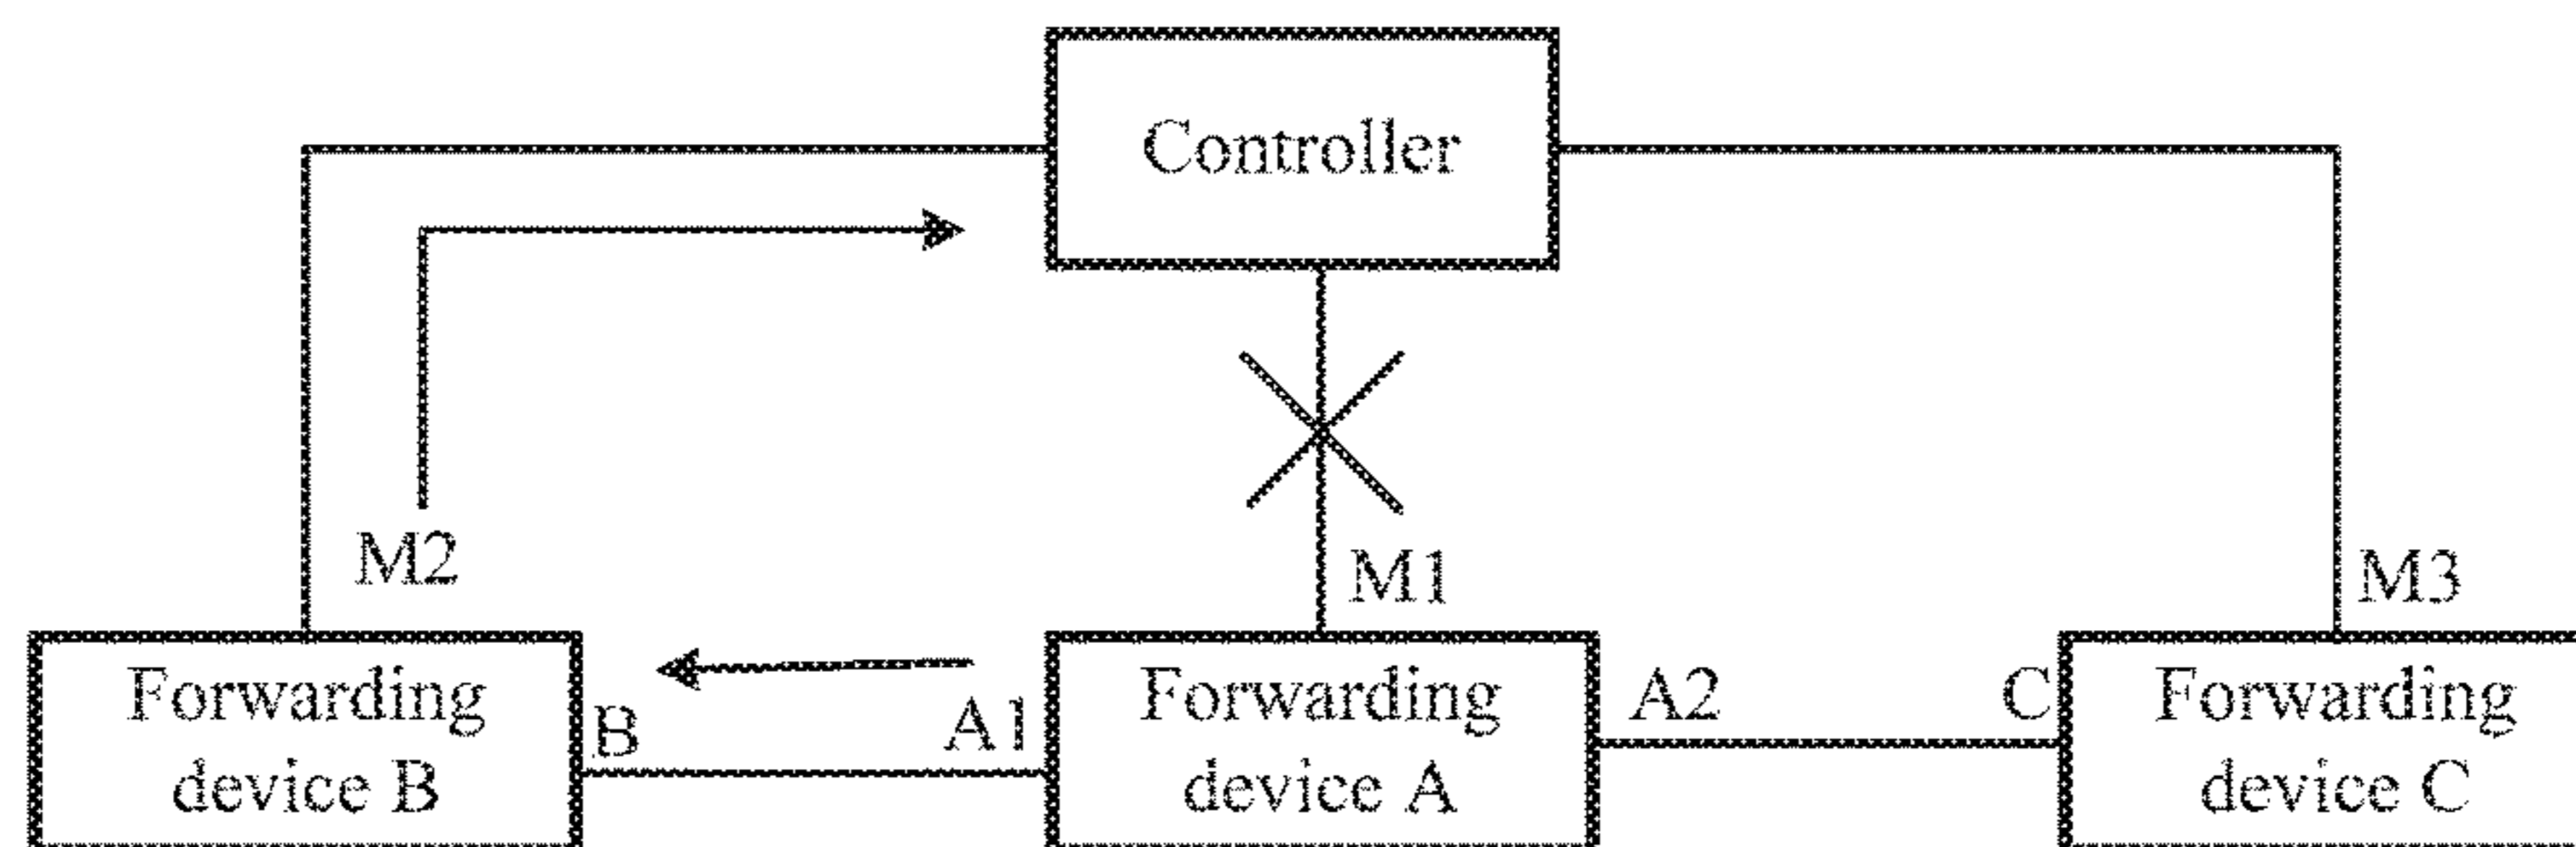 Controller
M2
M1
M3
Forwarding
device B
B
A1
Forwarding
device A
A2
C
Forwarding
device C